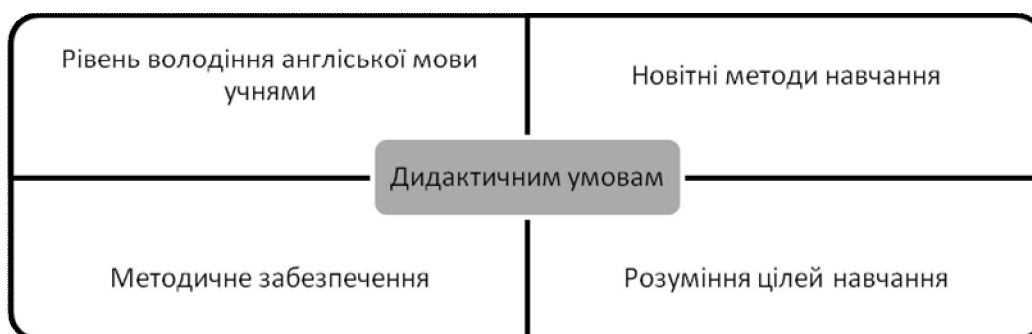 Рівень володіння англіської мови
учнями
Новітні методи навчання
Дидактичним умовам
Методичне забезпечення
Розуміння цілей навчання